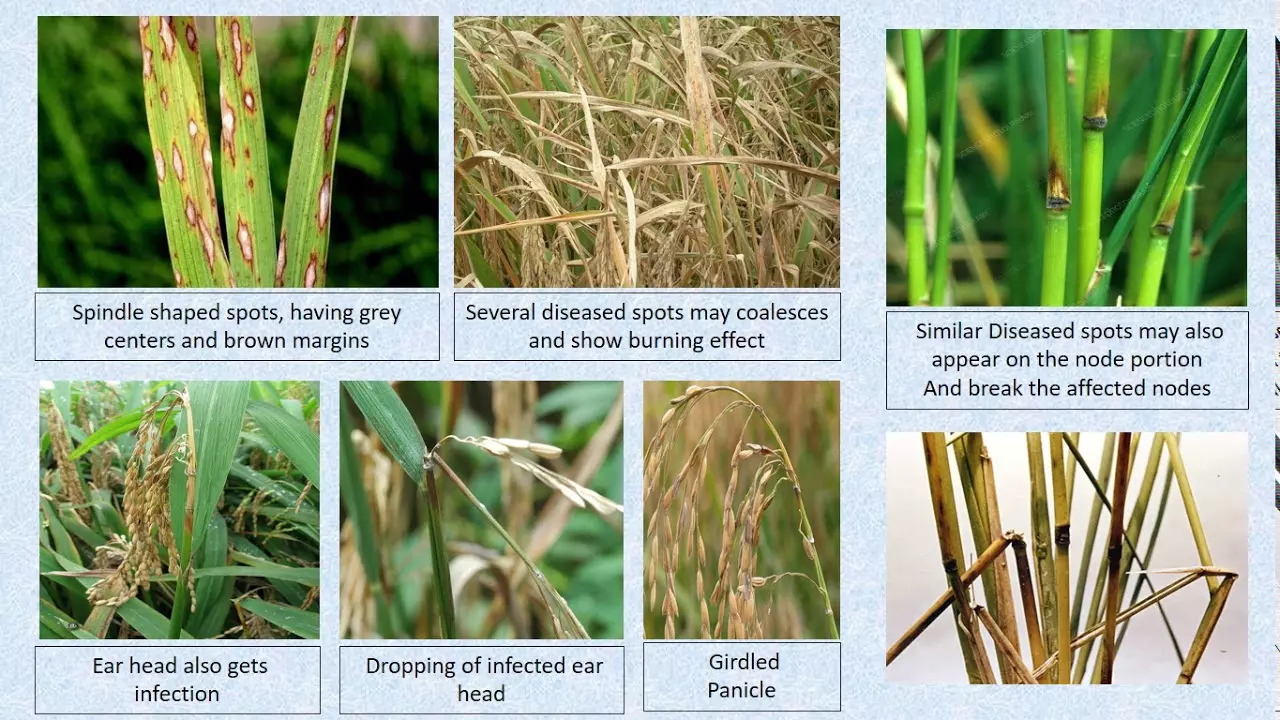 Spindle shaped spots, having grey
centers and brown margins
Several diseased spots may coalesces
and show burning effect
Similar Diseased spots may also
appear on the node portion
And break the affected nodes
Ear head also gets
infection
Dropping of infected ear
head
Girdled
Panicle